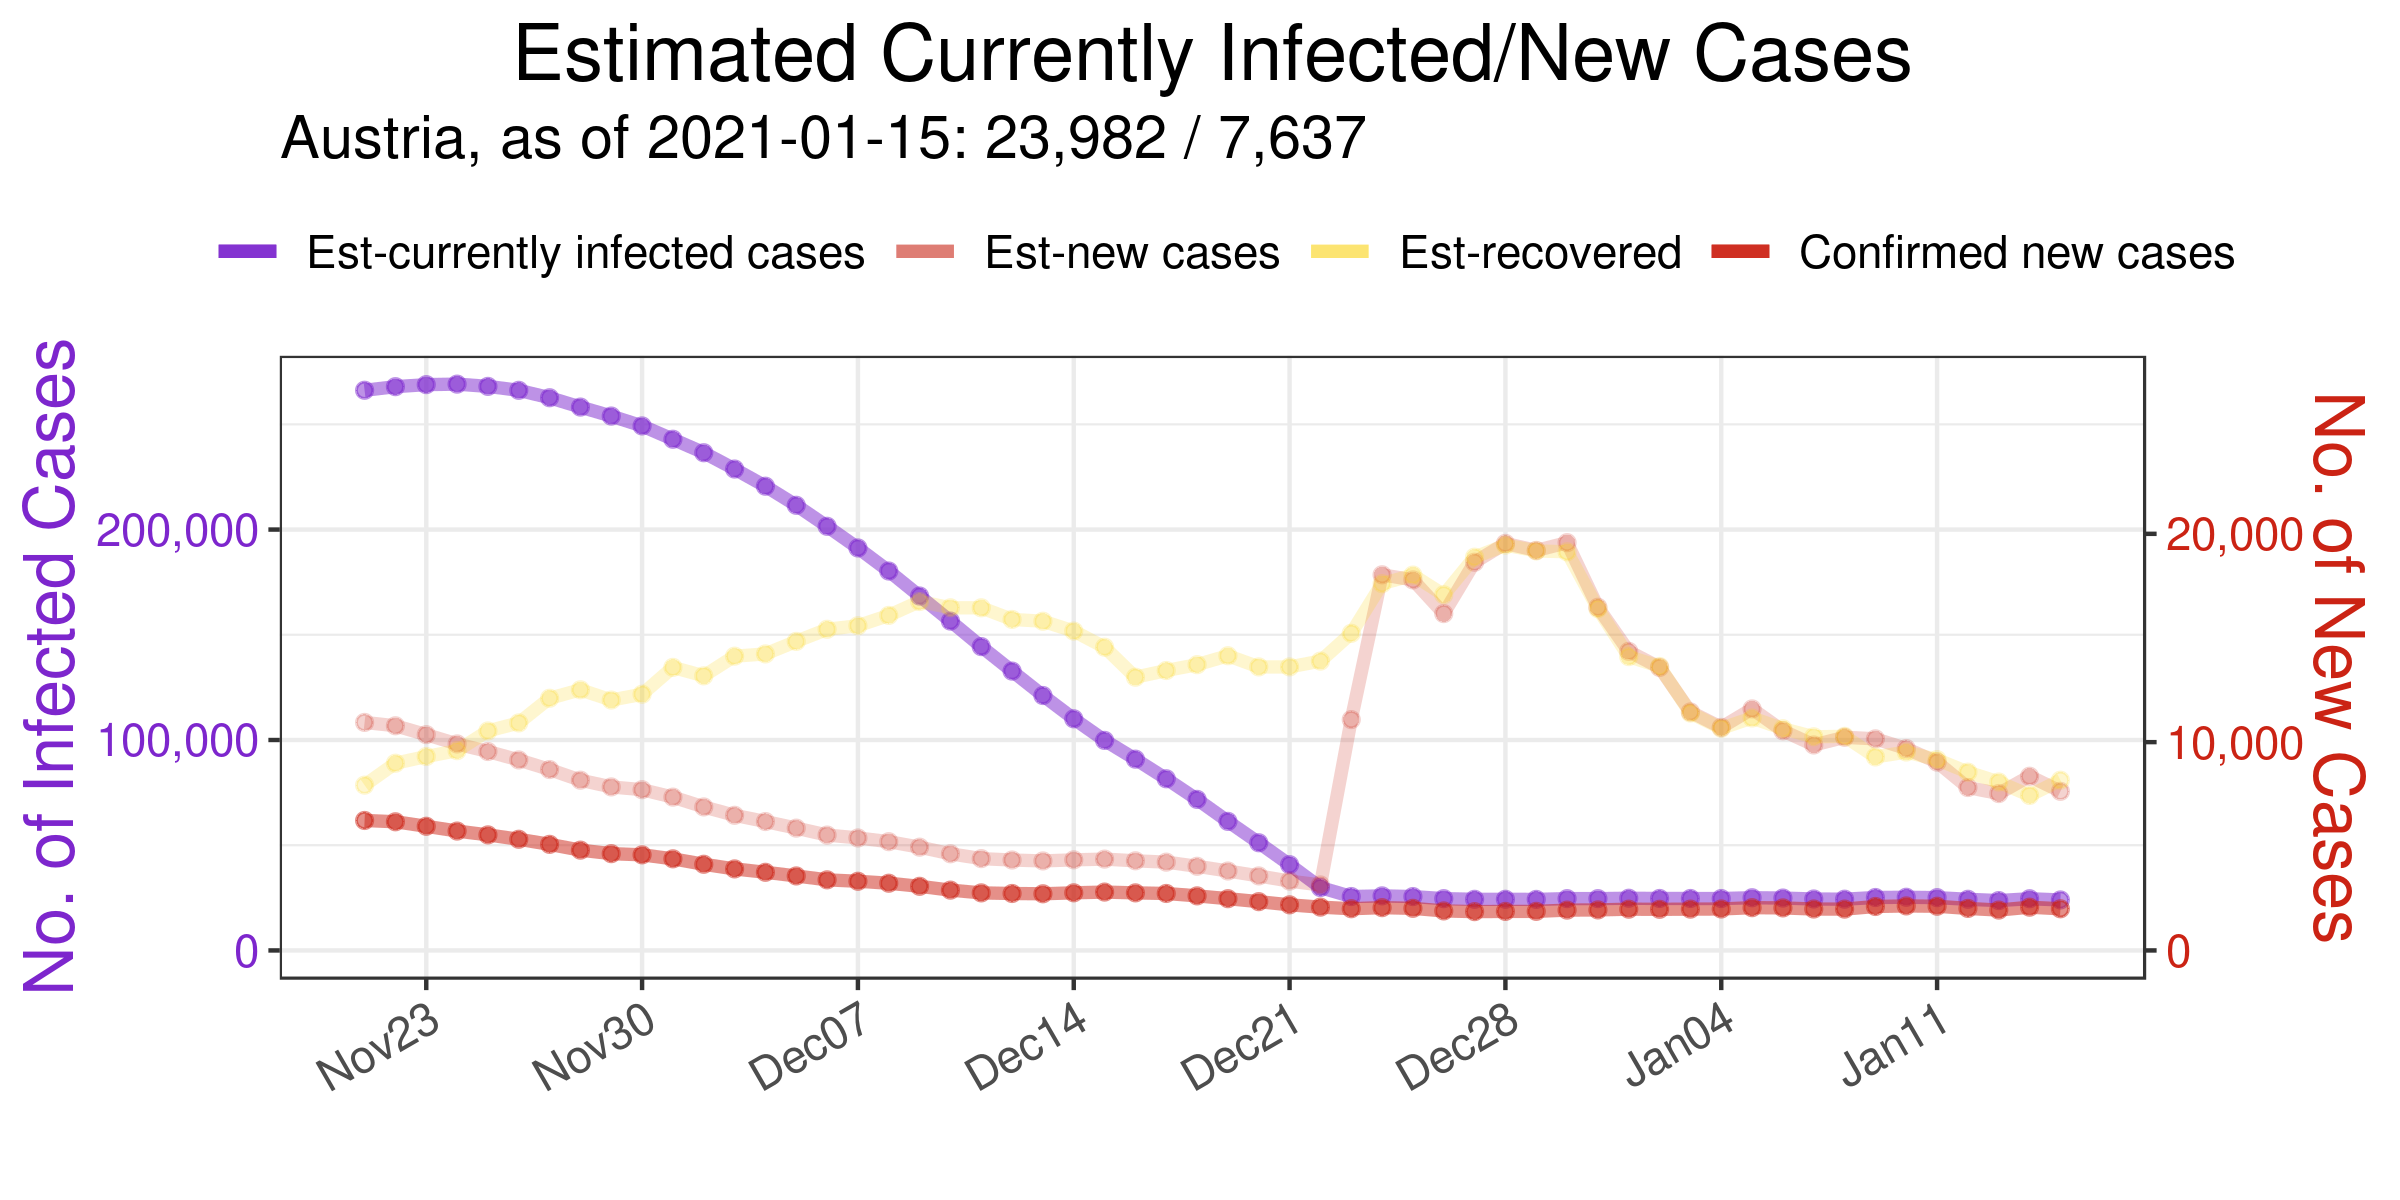 Estimated Currently Infected/New Cases
Austria, as of 2021-01-15: 23,982 / 7,637
Est-currently infected cases Est-new cases Est-recovered Confirmed new cases
No. of Infected Cases
200,000
100,000
0
20,000
10,000
0
No. of New Cases
Nov23 Nov30 Dec07 Dec14 Dec21 Dec28 Jan04 Jan11